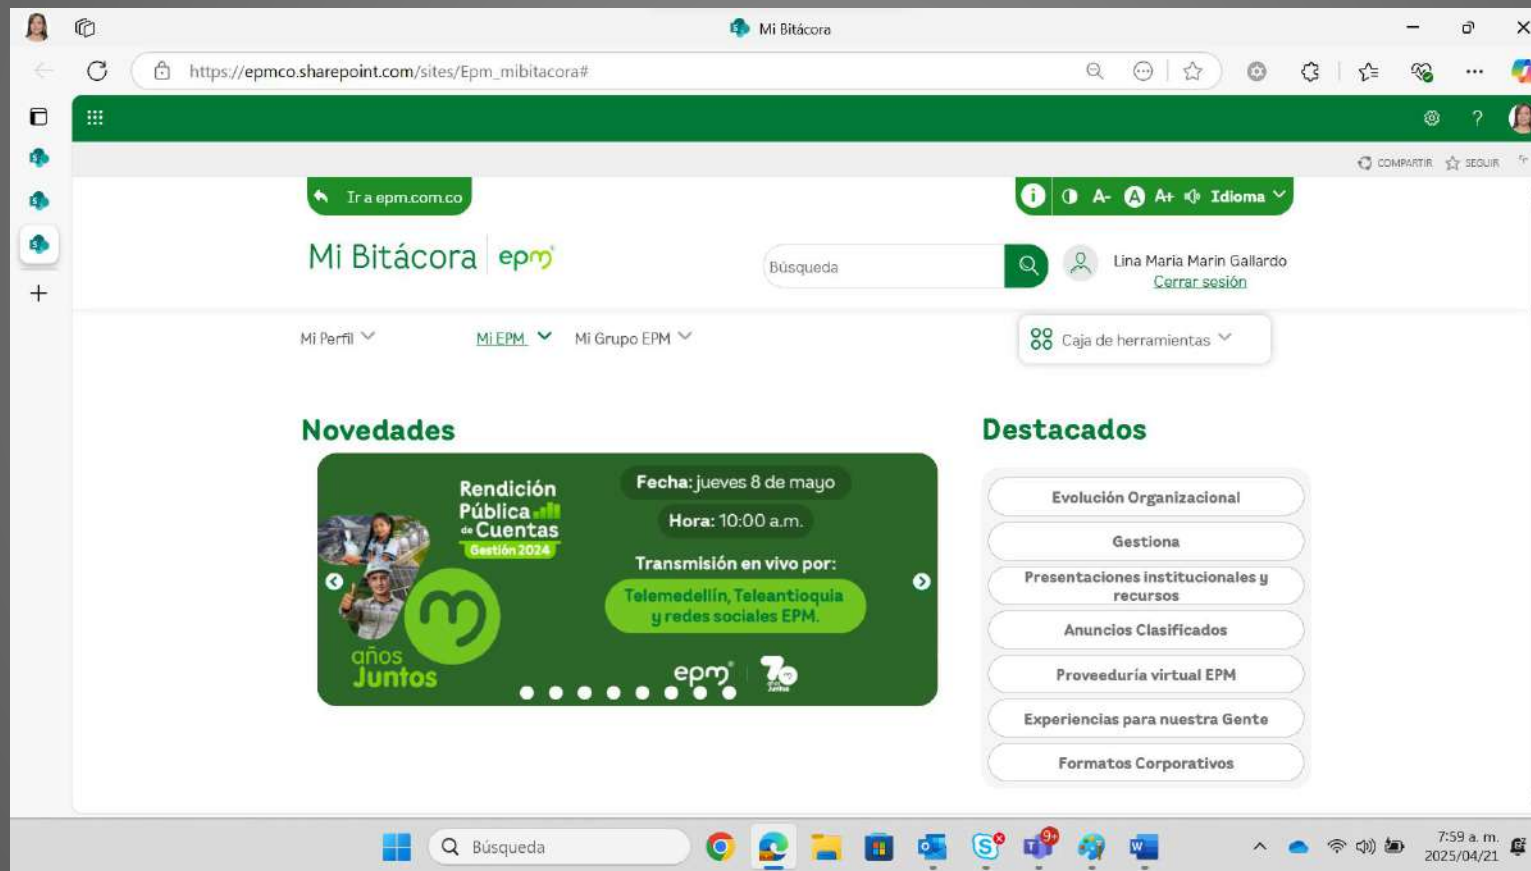 Mi Bitácora
https://epmco.sharepoint.com/sites/Epm_mibitacora#
?
COMPARTIR
SEGUIR
Ir a epm.com.co
i
A-
A
A+
Idioma
Mi Bitácora
epm®
Búsqueda
Lina Maria Marin Gallardo
Cerrar sesión
Mi Perfil
Mi EPM
Mi Grupo EPM
Caja de herramientas
Novedades
Rendición
Pública
de Cuentas
Gestión 2024
años
Juntos
Fecha: jueves 8 de mayo
Hora: 10:00 a.m.
Transmisión en vivo por:
Telemedellín, Teleantioquia
y redes sociales EPM.
epm®
70
años
Juntos
Destacados
Evolución Organizacional
Gestiona
Presentaciones institucionales y
recursos
Anuncios Clasificados
Proveeduría virtual EPM
Experiencias para nuestra Gente
Formatos Corporativos
Búsqueda
9+
7:59 a. m.
2025/04/21